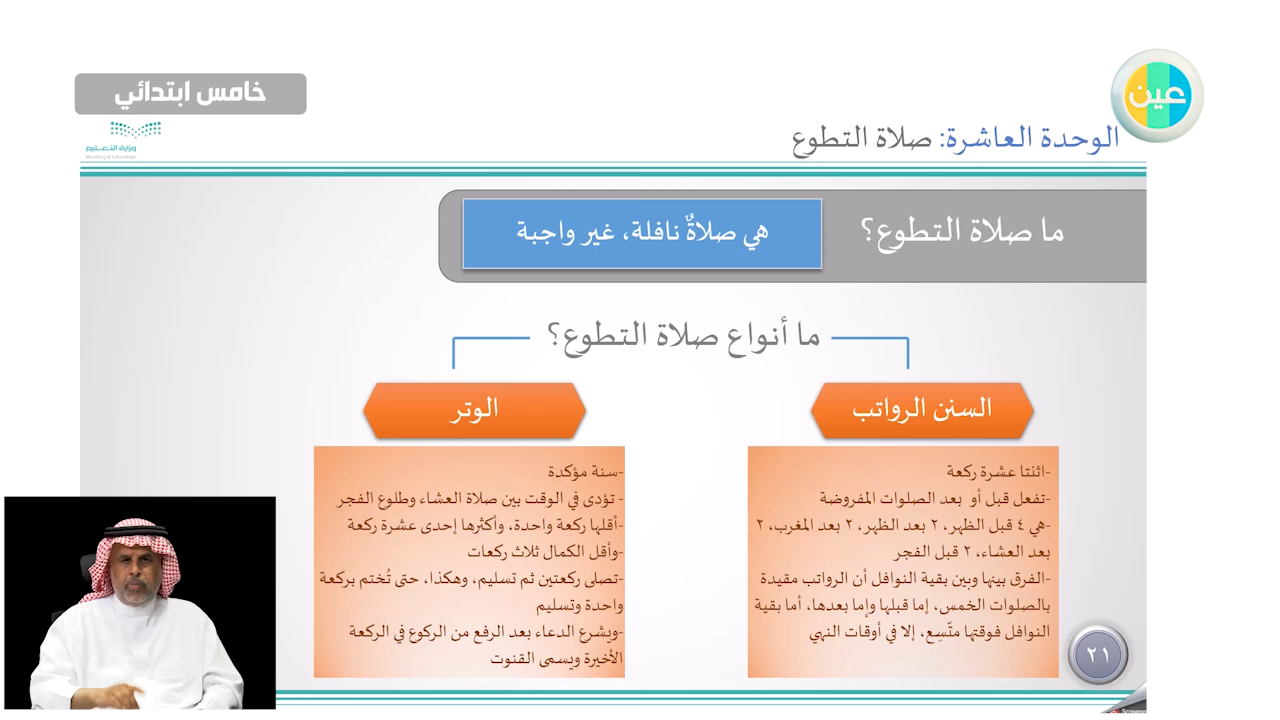 خامس ابتدائي
عين
وزارة التعليم
Ministry of Education
الوحدة العاشرة: صلاة التطوع
ما صلاة التطوع؟
هي صلاةٌ نافلة، غير واجبة
ما أنواع صلاة التطوع؟
السنن الرواتب
-اثنتا عشرة ركعة
-تفعل قبل أو بعد الصلوات المفروضة
-هي ٤ قبل الظهر، ٢ بعد الظهر، ٢ بعد المغرب، ٢
بعد العشاء، ٢ قبل الفجر
-الفرق بينها وبين بقية النوافل أن الرواتب مقيدة
بالصلوات الخمس، إما قبلها وإما بعدها، أما بقية
النوافل فوقتها متّسِع، إلا في أوقات النهي
الوتر
-سنة مؤكدة
- تؤدى في الوقت بين صلاة العشاء وطلوع الفجر
-أقلها ركعة واحدة، وأكثرها إحدى عشرة ركعة
-وأقل الكمال ثلاث ركعات
-تصلى ركعتين ثم تسليم، وهكذا، حتى تُختم بركعة
واحدة وتسليم
-ويشرع الدعاء بعد الرفع من الركوع في الركعة
الأخيرة ويسمى القنوت
٢١